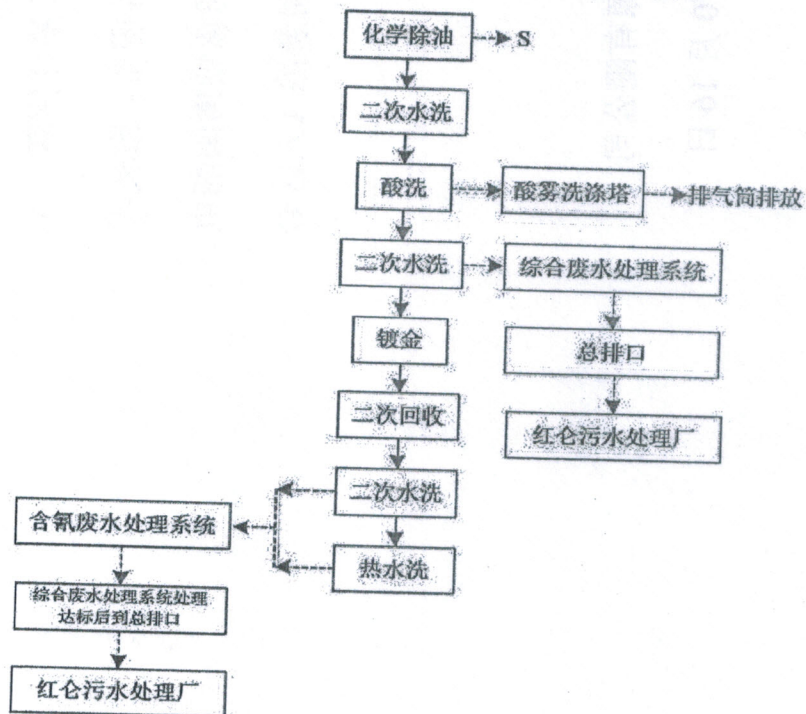 化学除油
S
二次水洗
酸洗
酸雾洗涤塔
排气筒排放
二次水洗
综合废水处理系统
镀金
总排口
二次回收
红仑污水处理厂
二次水洗
含氰废水处理系统
热水洗
综合废水处理系统处理
达标后到总排口
红仑污水处理厂